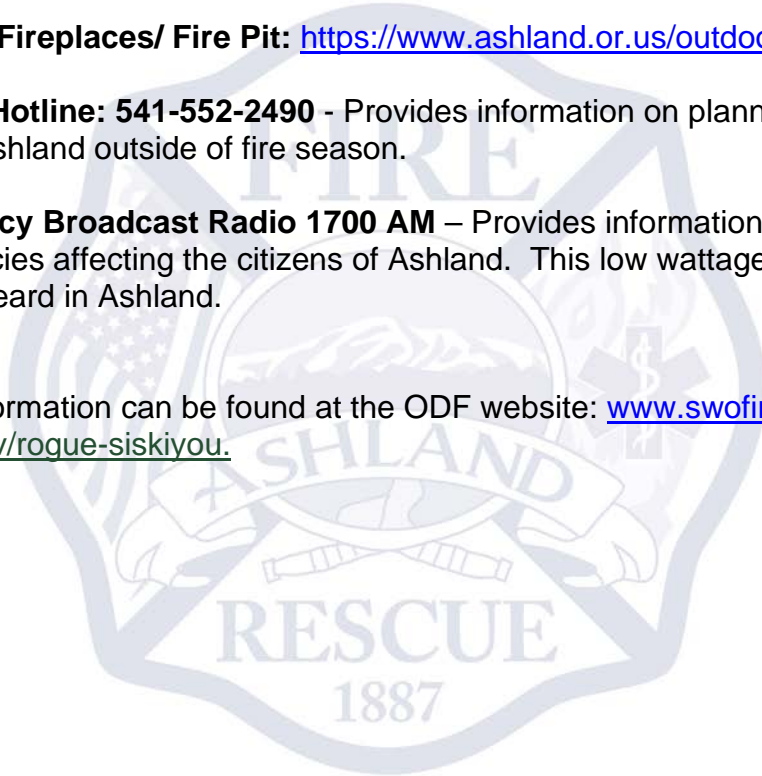 Fireplaces/ Fire Pit: https://www.ashland.or.us/outdoo
Hotline: 541-552-2490 - Provides information on plann
shland outside of fire season.
cy Broadcast Radio 1700 AM – Provides information
cies affecting the citizens of Ashland. This low wattage
eard in Ashland.
ormation can be found at the ODF website: www.swofi
/rogue-siskiyou.
FIRE
ASHLAND
RESCUE
1887